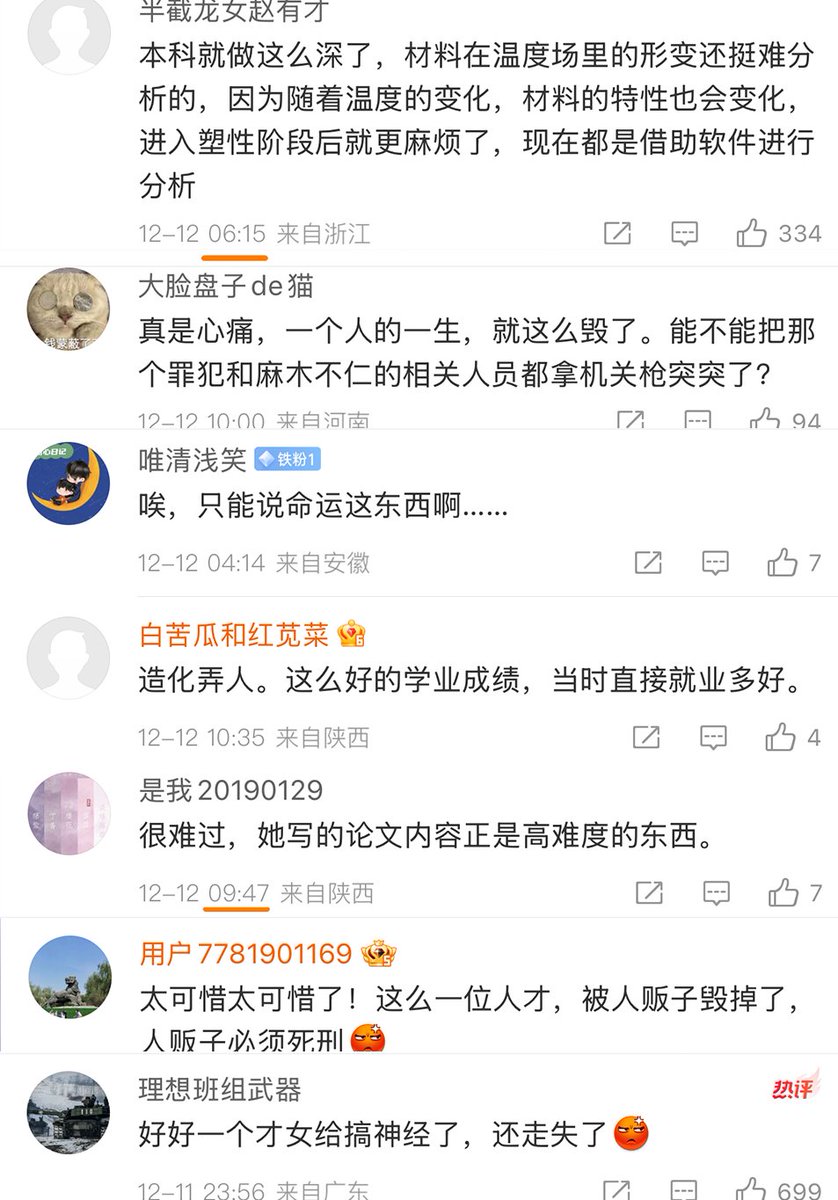 半截龙女赵有才
本科就做这么深了，材料在温度场里的形变还挺难分
析的，因为随着温度的变化，材料的特性也会变化，
进入塑性阶段后就更麻烦了，现在都是借助软件进行
分析
12-12 06:15 来自浙江
334
大脸盘子de猫
真是心痛，一个人的一生，就这么毁了。能不能把那
个罪犯和麻木不仁的相关人员都拿机关枪突突了？
12-12 10:00 来自河南
94
唯清浅笑 铁粉1
唉，只能说命运这东西啊……
12-12 04:14 来自安徽
7
白苦瓜和红苋菜 6
造化弄人。这么好的学业成绩，当时直接就业多好。
12-12 10:35 来自陕西
4
是我20190129
很难过，她写的论文内容正是高难度的东西。
12-12 09:47 来自陕西
7
用户7781901169 5
太可惜太可惜了！这么一位人才，被人贩子毁掉了，
人贩子必须死刑
理想班组武器
热评
好好一个才女给搞神经了，还走失了
12-11 23:56 来自广东
699